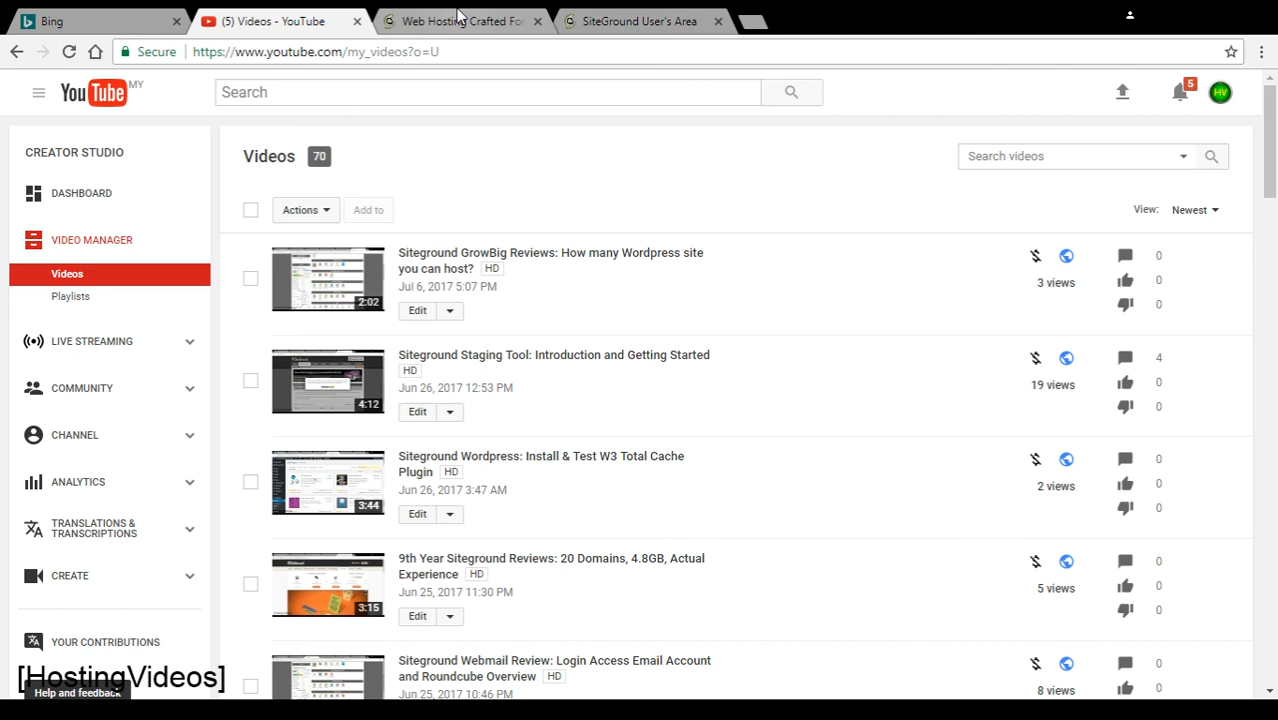 Bing
(5) Videos - YouTube
Web Hosting Crafted For
SiteGround User's Area
Secure
https://www.youtube.com/my_videos?o=U
YouTube MY
Search
5
HV
CREATOR STUDIO
DASHBOARD
VIDEO MANAGER
Videos
Playlists
LIVE STREAMING
COMMUNITY
CHANNEL
ANALYTICS
TRANSLATIONS &
TRANSCRIPTIONS
CREATE
YOUR CONTRIBUTIONS
[HostingVideos]
Help and feedback
Videos 70
Search videos
Actions
Add to
View: Newest
Siteground GrowBig Reviews: How many Wordpress site
you can host? HD
Jul 6, 2017 5:07 PM
Edit
2:02
3 views
0
0
0
Siteground Staging Tool: Introduction and Getting Started
HD
Jun 26, 2017 12:53 PM
Edit
4:12
19 views
4
0
0
Siteground Wordpress: Install & Test W3 Total Cache
Plugin HD
Jun 26, 2017 3:47 AM
Edit
3:44
2 views
0
0
0
9th Year Siteground Reviews: 20 Domains, 4.8GB, Actual
Experience HD
Jun 25, 2017 11:30 PM
Edit
3:15
5 views
0
0
0
Siteground Webmail Review: Login Access Email Account
and Roundcube Overview HD
Jun 25, 2017 10:46 PM
8 views
0
0